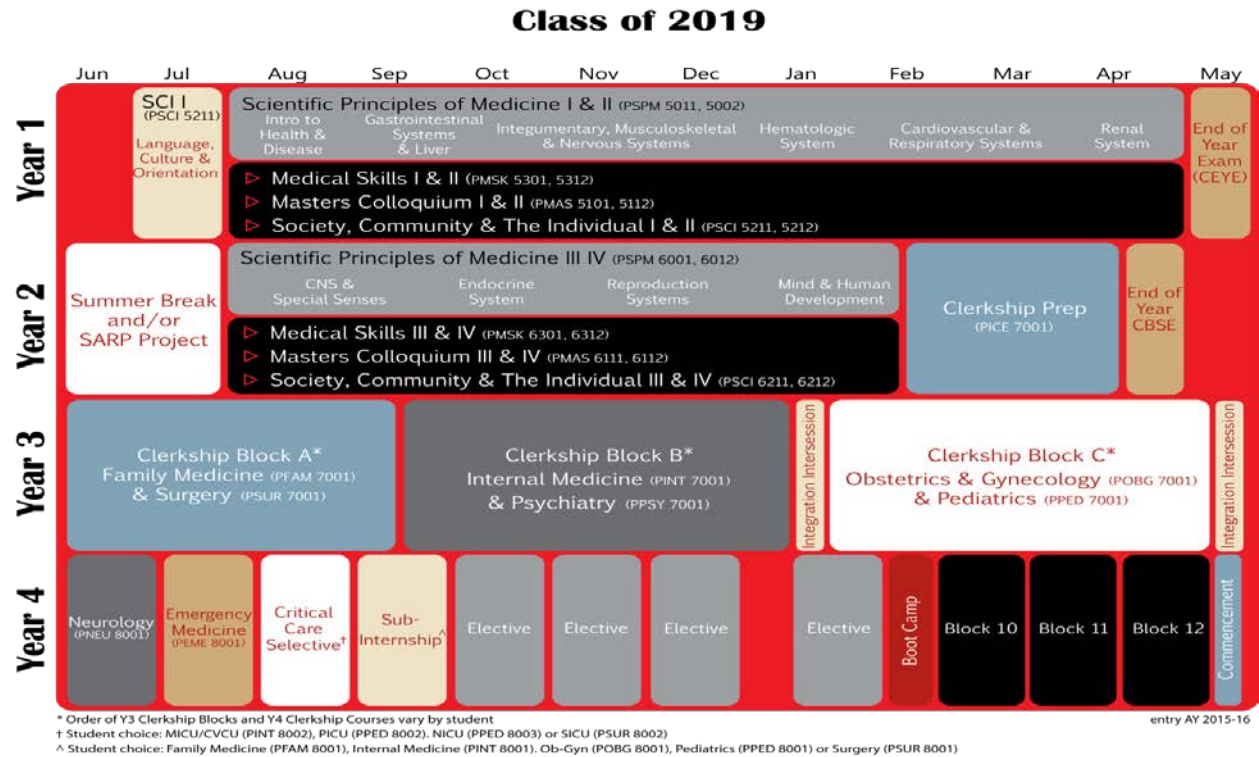 Class of 2019
Jun Jul Aug Sep Oct Nov Dec Jan Feb Mar Apr May
Year 1
SCI I
(PSCI 5211)
Language,
Culture &
Orientation
Scientific Principles of Medicine I & II (PSPM 5011, 5002)
Intro to
Health &
Disease
Gastrointestinal
Systems
& Liver
Integumentary, Musculoskeletal
& Nervous Systems
Hematologic
System
Cardiovascular &
Respiratory Systems
Renal
System
Medical Skills I & II (PMSK 5301, 5312)
Masters Colloquium I & II (PMAS 5101, 5112)
Society, Community & The Individual I & II (PSCI 5211, 5212)
End of
Year
Exam
(CEYE)
Year 2
Summer Break
and/or
SARP Project
Scientific Principles of Medicine III IV (PSPM 6001, 6012)
CNS &
Special Senses
Endocrine
System
Reproduction
Systems
Mind & Human
Development
Medical Skills III & IV (PMSK 6301, 6312)
Masters Colloquium III & IV (PMAS 6111, 6112)
Society, Community & The Individual III & IV (PSCI 6211, 6212)
Clerkship Prep
(PICE 7001)
End of
Year
CBSE
Year 3
Clerkship Block A*
Family Medicine (PFAM 7001)
& Surgery (PSUR 7001)
Clerkship Block B*
Internal Medicine (PINT 7001)
& Psychiatry (PPSY 7001)
Integration Intersession
Clerkship Block C*
Obstetrics & Gynecology (POBG 7001)
& Pediatrics (PPED 7001)
Integration Intersession
Year 4
Neurology
(PNEU 8001)
Emergency
Medicine
(PEME 8001)
Critical
Care
Selective†
Sub-
Internship^
Elective
Elective
Elective
Elective
Boot Camp
Block 10
Block 11
Block 12
Commencement
* Order of Y3 Clerkship Blocks and Y4 Clerkship Courses vary by student
entry AY 2015-16
† Student choice: MICU/CVCU (PINT 8002), PICU (PPED 8002). NICU (PPED 8003) or SICU (PSUR 8002)
^ Student choice: Family Medicine (PFAM 8001), Internal Medicine (PINT 8001). Ob-Gyn (POBG 8001), Pediatrics (PPED 8001) or Surgery (PSUR 8001)